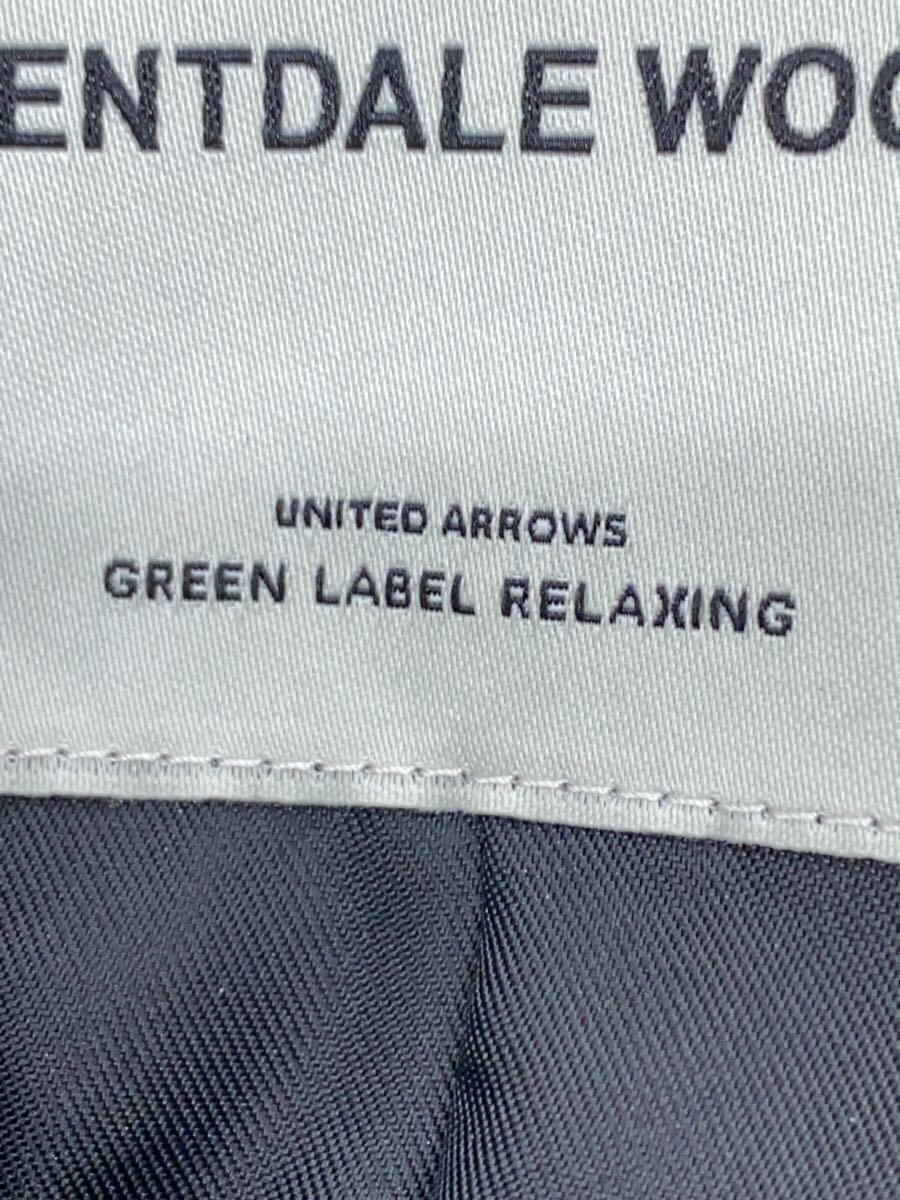 ENTDALE WOO
UNITED ARROWS
GREEN LABEL RELAXING